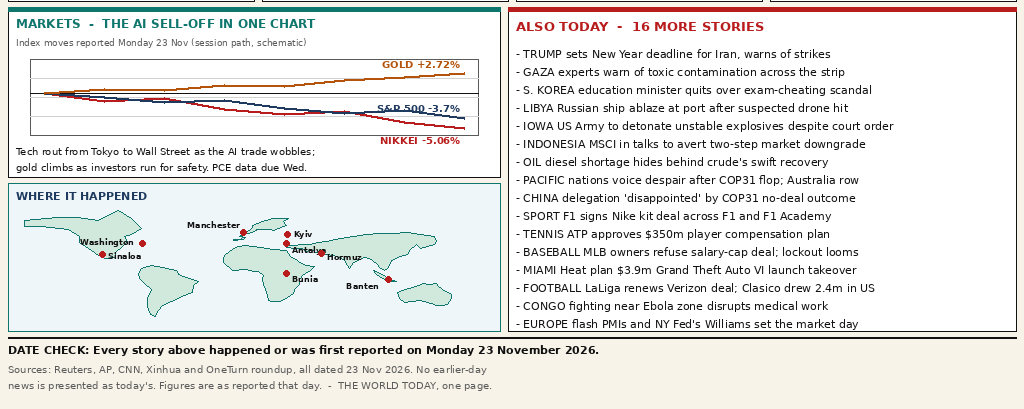 MARKETS - THE AI SELL-OFF IN ONE CHART
Index moves reported Monday 23 Nov (session path, schematic)
GOLD +2.72%
S&P 500 -3.7%
NIKKEI -5.06%
Tech rout from Tokyo to Wall Street as the AI trade wobbles;
gold climbs as investors run for safety. PCE data due Wed.
WHERE IT HAPPENED
Manchester
Kyiv
Washington
Antalya
Hormuz
Sinaloa
Bunia
Banten
ALSO TODAY - 16 MORE STORIES
- TRUMP sets New Year deadline for Iran, warns of strikes
- GAZA experts warn of toxic contamination across the strip
- S. KOREA education minister quits over exam-cheating scandal
- LIBYA Russian ship ablaze at port after suspected drone hit
- IOWA US Army to detonate unstable explosives despite court order
- INDONESIA MSCI in talks to avert two-step market downgrade
- OIL diesel shortage hides behind crude's swift recovery
- PACIFIC nations voice despair after COP31 flop; Australia row
- CHINA delegation 'disappointed' by COP31 no-deal outcome
- SPORT F1 signs Nike kit deal across F1 and F1 Academy
- TENNIS ATP approves $350m player compensation plan
- BASEBALL MLB owners refuse salary-cap deal; lockout looms
- MIAMI Heat plan $3.9m Grand Theft Auto VI launch takeover
- FOOTBALL LaLiga renews Verizon deal; Clasico drew 2.4m in US
- CONGO fighting near Ebola zone disrupts medical work
- EUROPE flash PMIs and NY Fed's Williams set the market day
DATE CHECK: Every story above happened or was first reported on Monday 23 November 2026.
Sources: Reuters, AP, CNN, Xinhua and OneTurn roundup, all dated 23 Nov 2026. No earlier-day
news is presented as today's. Figures are as reported that day. - THE WORLD TODAY, one page.